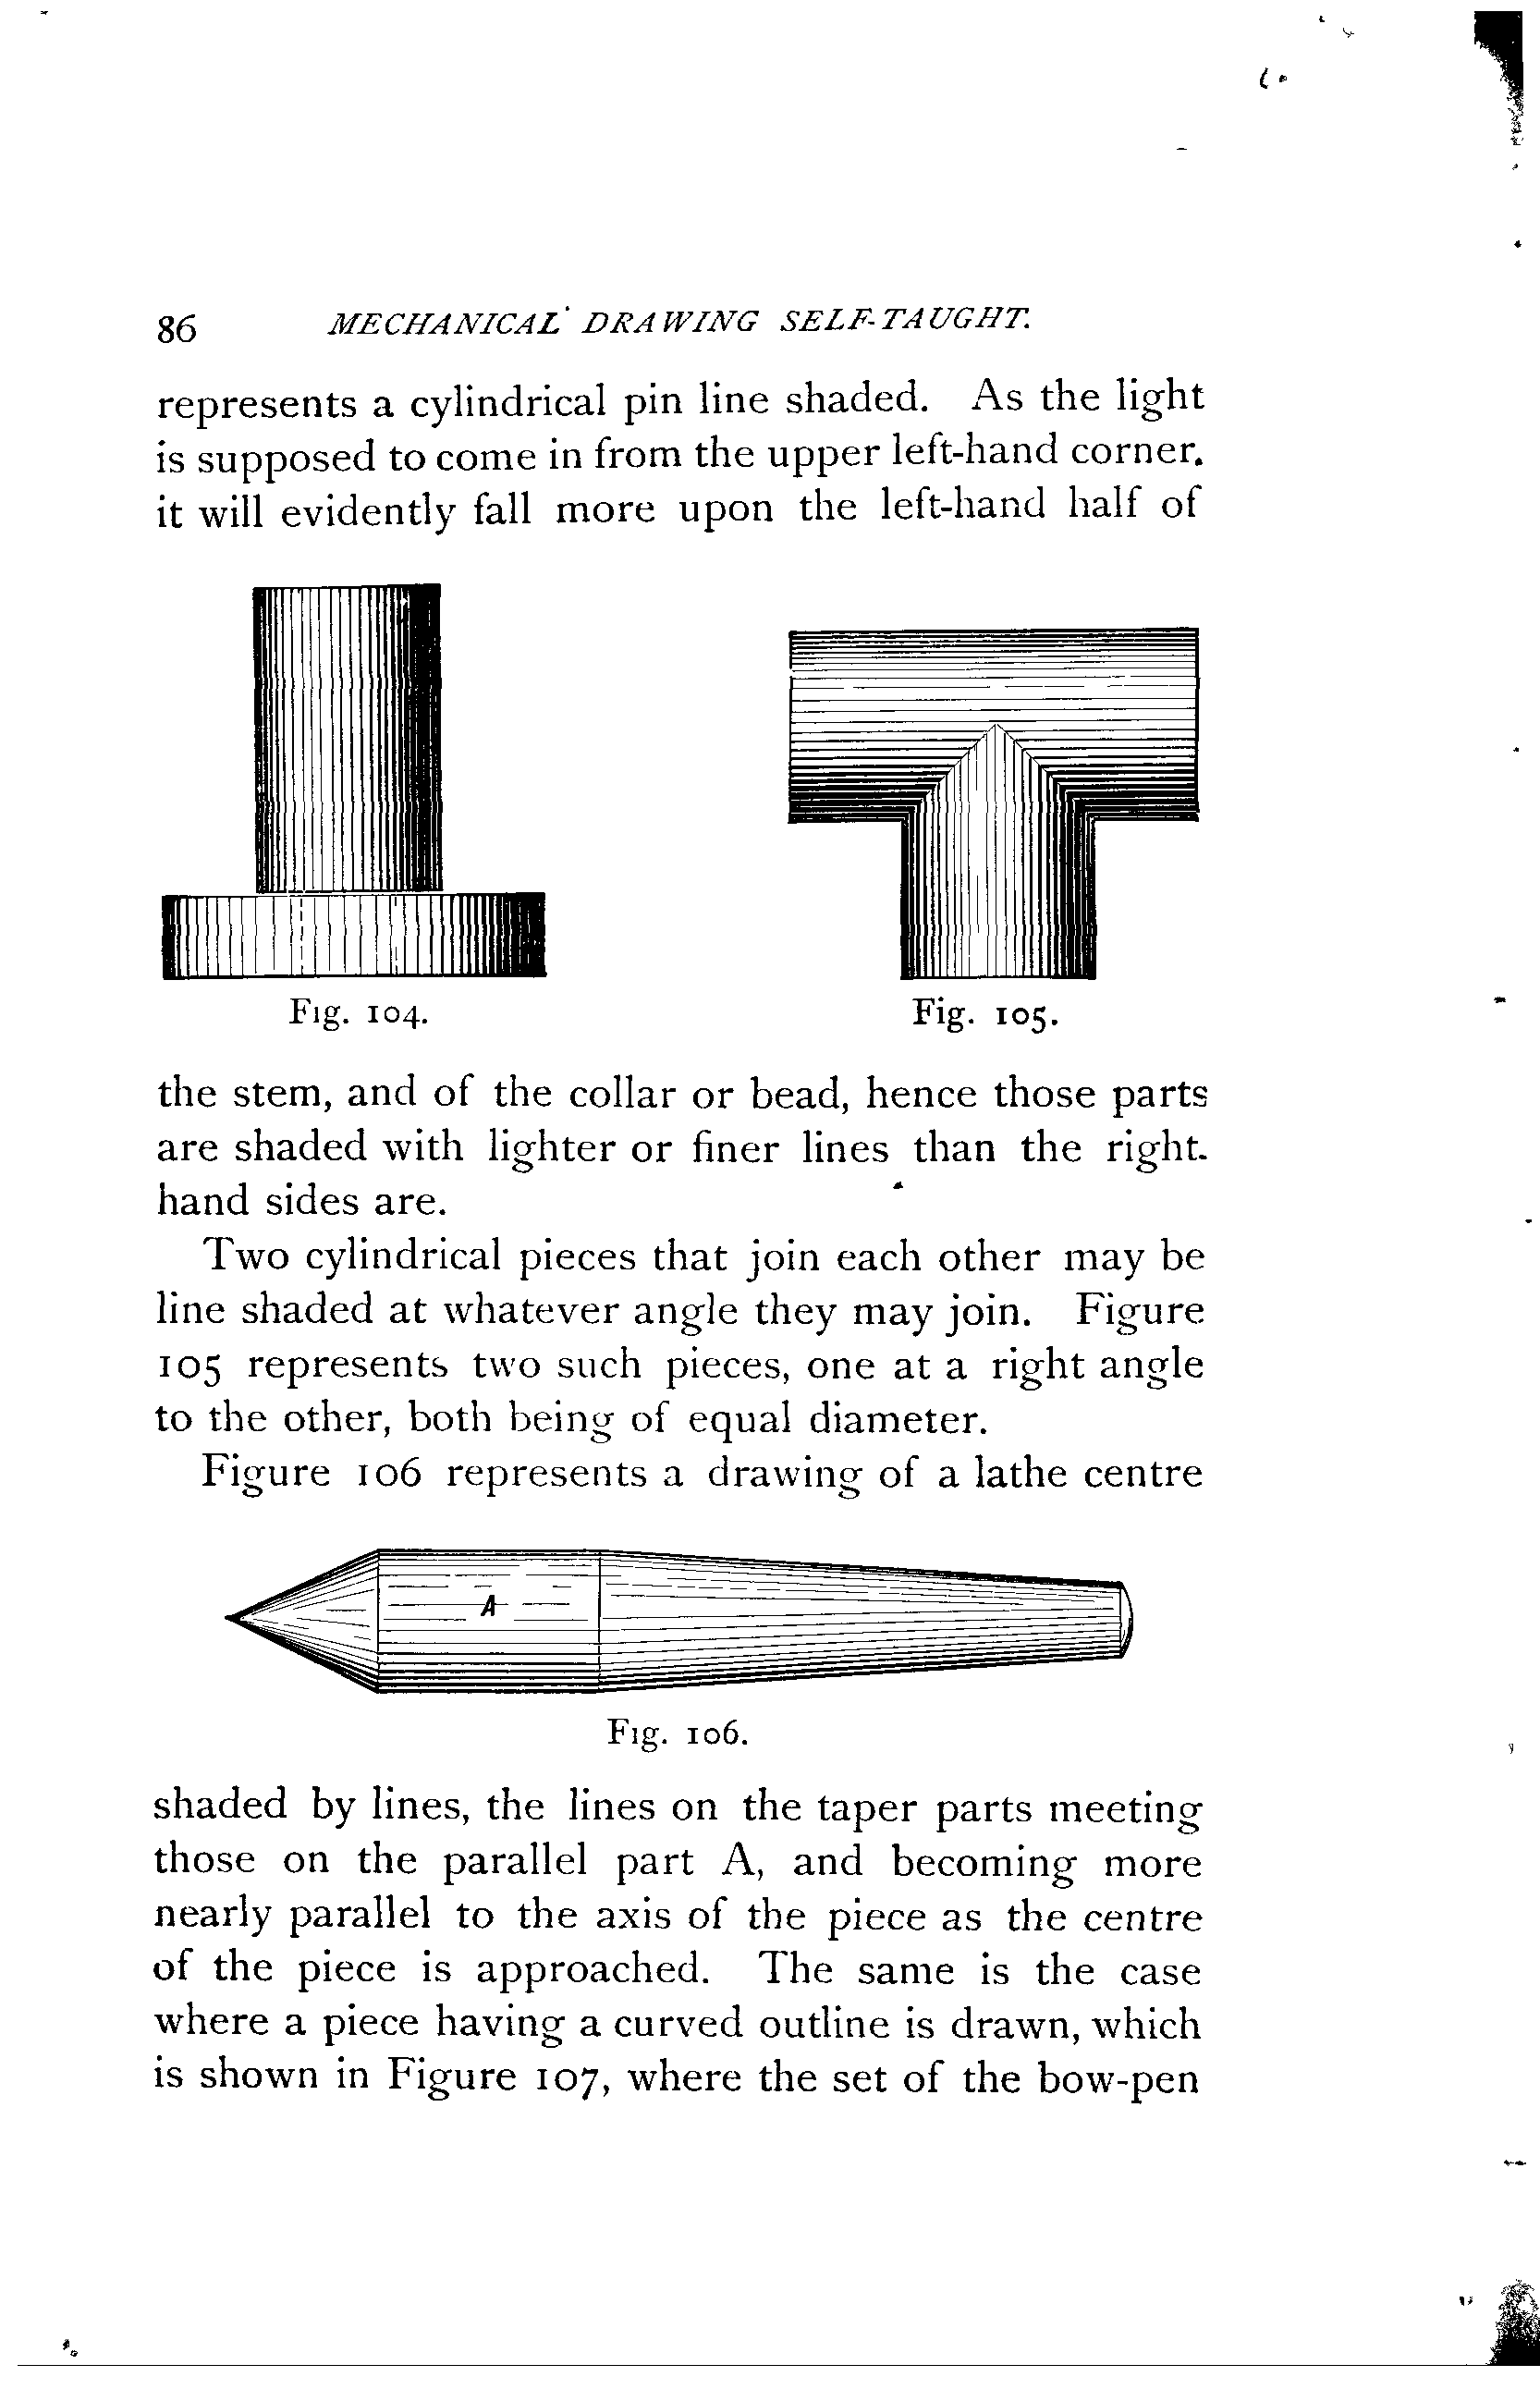 86 MECHANICAL DRAWING SELF-TAUGHT.
represents a cylindrical pin line shaded. As the light
is supposed to come in from the upper left-hand corner.
it will evidently fall more upon the left-hand half of
Fig. 104.
Fig. 105.
the stem, and of the collar or bead, hence those parts
are shaded with lighter or finer lines than the right-
hand sides are.
Two cylindrical pieces that join each other may be
line shaded at whatever angle they may join. Figure
105 represents two such pieces, one at a right angle
to the other, both being of equal diameter.
Figure 106 represents a drawing of a lathe centre
A
Fig. 106.
shaded by lines, the lines on the taper parts meeting
those on the parallel part A, and becoming more
nearly parallel to the axis of the piece as the centre
of the piece is approached. The same is the case
where a piece having a curved outline is drawn, which
is shown in Figure 107, where the set of the bow-pen